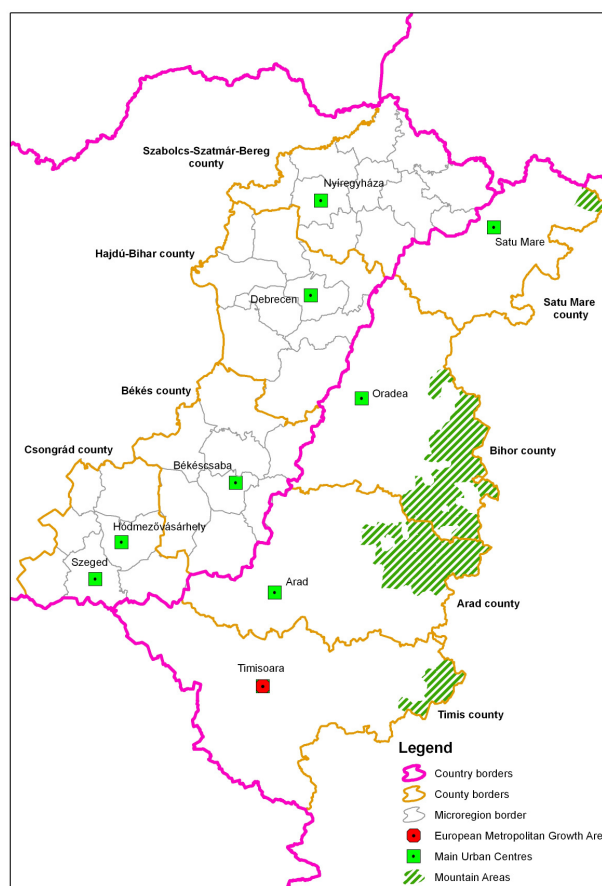 Szabolcs-Szatmár-Bereg
county
Nyíregyháza
Satu Mare
Hajdú-Bihar county
Debrecen
Satu Mare
county
Békés county
Oradea
Csongrád county
Bihor county
Békéscsaba
Hódmezővásárhely
Szeged
Arad
Arad county
Timisoara
Timis county
Legend
Country borders
County borders
Microregion border
European Metropolitan Growth Are
Main Urban Centres
Mountain Areas